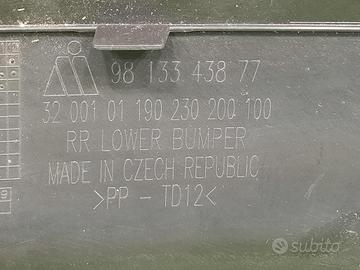 98 133 438 77
32 001 01 190 230 200 100
RR LOWER BUMPER
MADE IN CZECH REPUBLIC
>PP - TD12<
subito